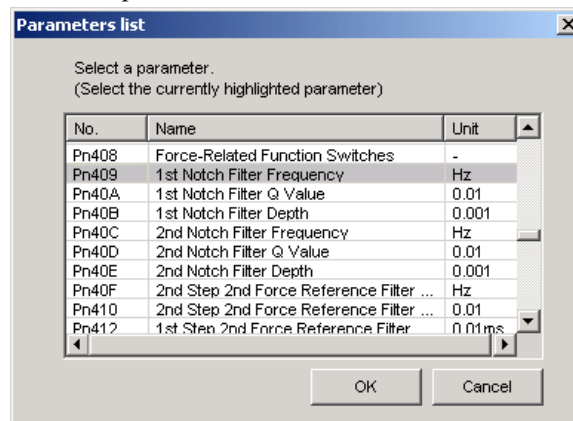 Parameters list
Select a parameter.
(Select the currently highlighted parameter)
No. Name Unit
Pn408 Force-Related Function Switches -
Pn409 1st Notch Filter Frequency Hz
Pn40A 1st Notch Filter Q Value 0.01
Pn40B 1st Notch Filter Depth 0.001
Pn40C 2nd Notch Filter Frequency Hz
Pn40D 2nd Notch Filter Q Value 0.01
Pn40E 2nd Notch Filter Depth 0.001
Pn40F 2nd Step 2nd Force Reference Filter ... Hz
Pn410 2nd Step 2nd Force Reference Filter ... 0.01
Pn412 1st Step 2nd Force Reference Filter 0.01ms
OK Cancel